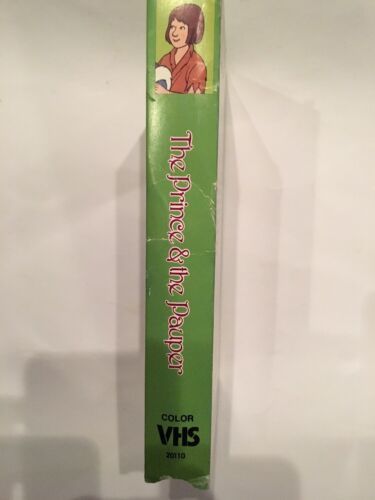 The Prince & the Pauper
COLOR
VHS
20110